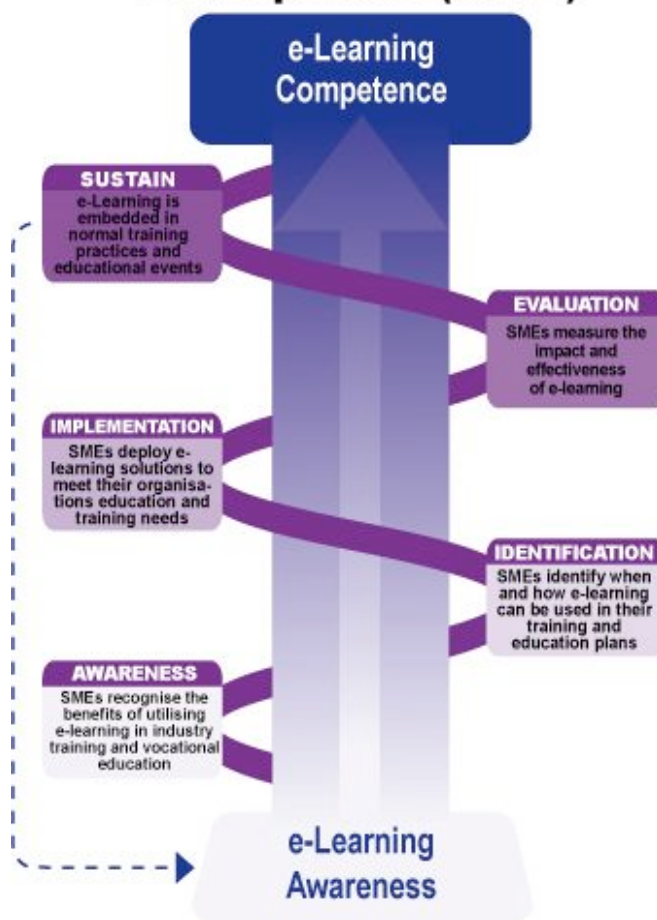 e-Learning
Competence
SUSTAIN
e-Learning is
embedded in
normal training
practices and
educational events
EVALUATION
SMEs measure the
impact and
effectiveness
of e-learning
IMPLEMENTATION
SMEs deploy e-
learning solutions to
meet their organisa-
tions education and
training needs
IDENTIFICATION
SMEs identify when
and how e-learning
can be used in their
training and
education plans
AWARENESS
SMEs recognise the
benefits of utilising
e-learning in industry
training and vocational
education
e-Learning
Awareness